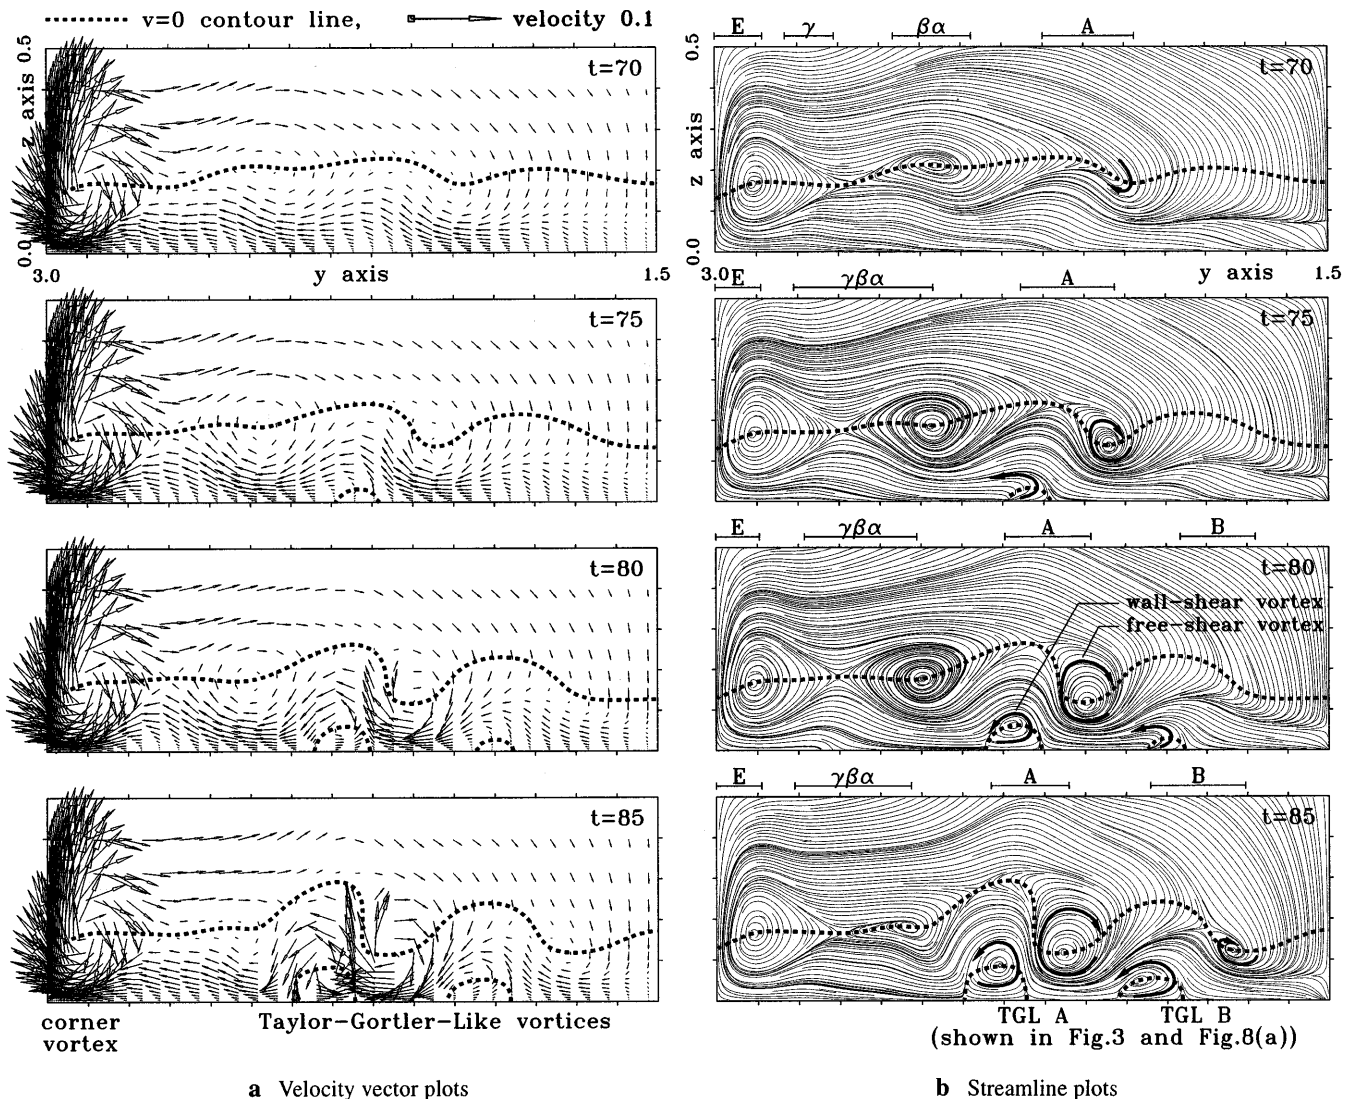 v=0 contour line, velocity 0.1
E γ βα A
0.5
z axis
0.0
t=70
3.0 y axis 1.5
0.5
z axis
0.0
t=70
3.0 y axis 1.5
E γβα A
t=75
t=75
E γβα A B
t=80
t=80
wall-shear vortex
free-shear vortex
E γβα A B
t=85
t=85
corner vortex
Taylor-Gortler-Like vortices
TGL A TGL B
(shown in Fig.3 and Fig.8(a))
a Velocity vector plots
b Streamline plots